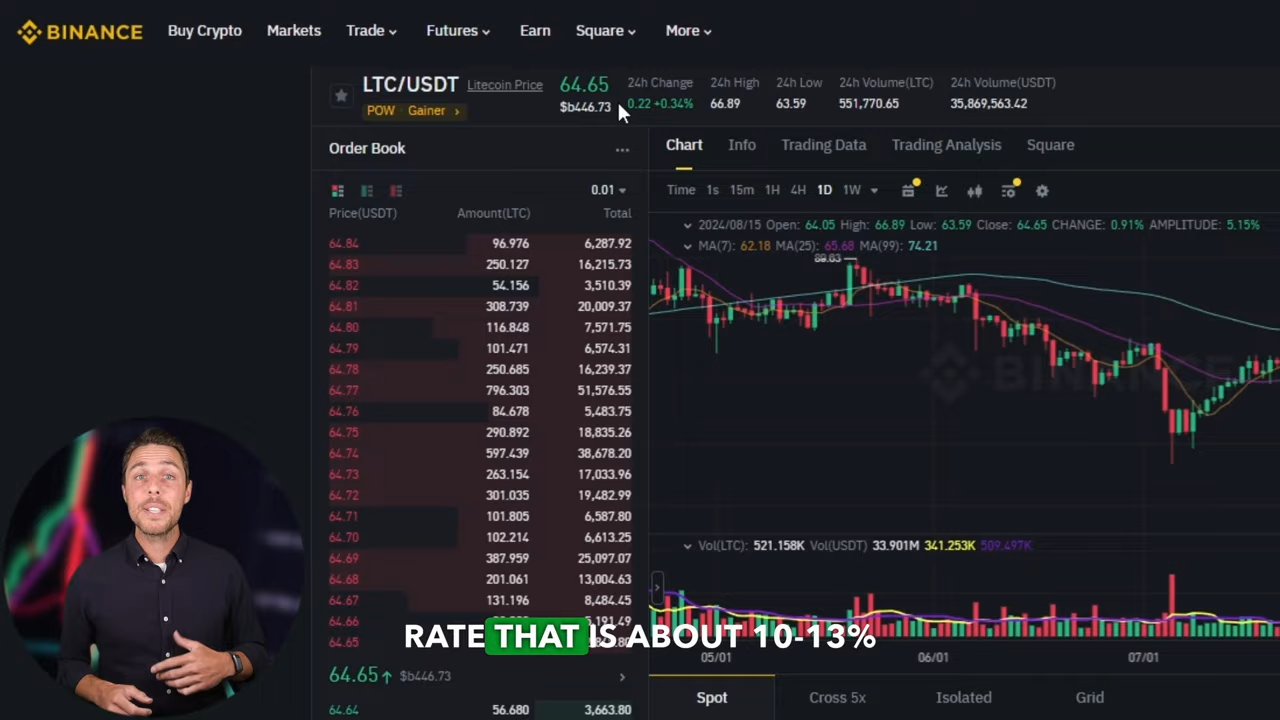 BINANCE Buy Crypto Markets Trade Futures Earn Square More
LTC/USDT Litecoin Price
POW Gainer
64.65
$b446.73
24h Change
0.22 +0.34%
24h High
66.89
24h Low
63.59
24h Volume(LTC)
551,770.65
24h Volume(USDT)
35,869,563.42
Order Book
0.01
Price(USDT) Amount(LTC) Total
64.84 96.976 6,287.92
64.83 250.127 16,215.73
64.82 54.156 3,510.39
64.81 308.739 20,009.37
64.80 116.848 7,571.75
64.79 101.471 6,574.31
64.78 250.685 16,239.37
64.77 796.303 51,576.55
64.76 84.678 5,483.75
64.75 290.892 18,835.26
64.74 597.439 38,678.20
64.73 263.154 17,033.96
64.72 301.035 19,482.99
64.71 101.805 6,587.80
64.70 102.214 6,613.25
64.69 387.959 25,097.07
64.68 201.061 13,004.63
64.67 131.196 8,484.45
64.66
64.65
64.65↑ $b446.73
64.64 56.680 3,663.80
Chart Info Trading Data Trading Analysis Square
Time 1s 15m 1H 4H 1D 1W
2024/08/15 Open: 64.05 High: 66.89 Low: 63.59 Close: 64.65 CHANGE: 0.91% AMPLITUDE: 5.15%
MA(7): 62.18 MA(25): 65.68 MA(99): 74.21
BINANCE
Vol(LTC): 521.158K Vol(USDT) 33.901M 341.253K 509.497K
05/01 06/01 07/01
Spot Cross 5x Isolated Grid
RATE THAT IS ABOUT 10-13%